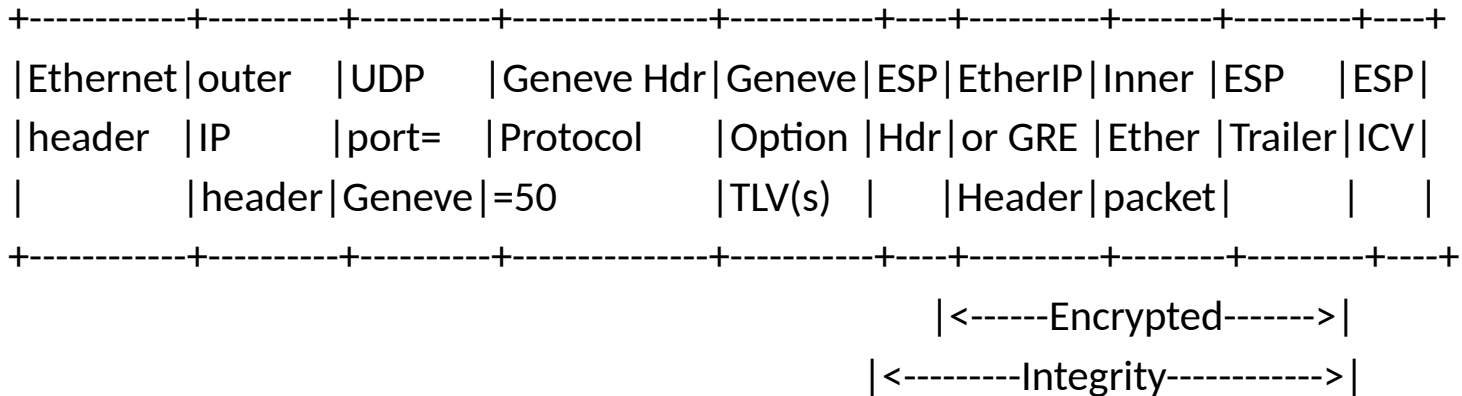 +------------+----------+----------+---------------+-----------+----+----------+-------+---------+----+
|Ethernet|outer |UDP |Geneve Hdr|Geneve|ESP|EtherIP|Inner |ESP |ESP|
|header |IP |port= |Protocol |Option |Hdr|or GRE |Ether |Trailer|ICV|
| |header|Geneve|=50 |TLV(s) | |Header|packet| | |
+------------+----------+----------+---------------+-----------+----+----------+--------+---------+----+
|<------Encrypted------->|
|<---------Integrity------------>|